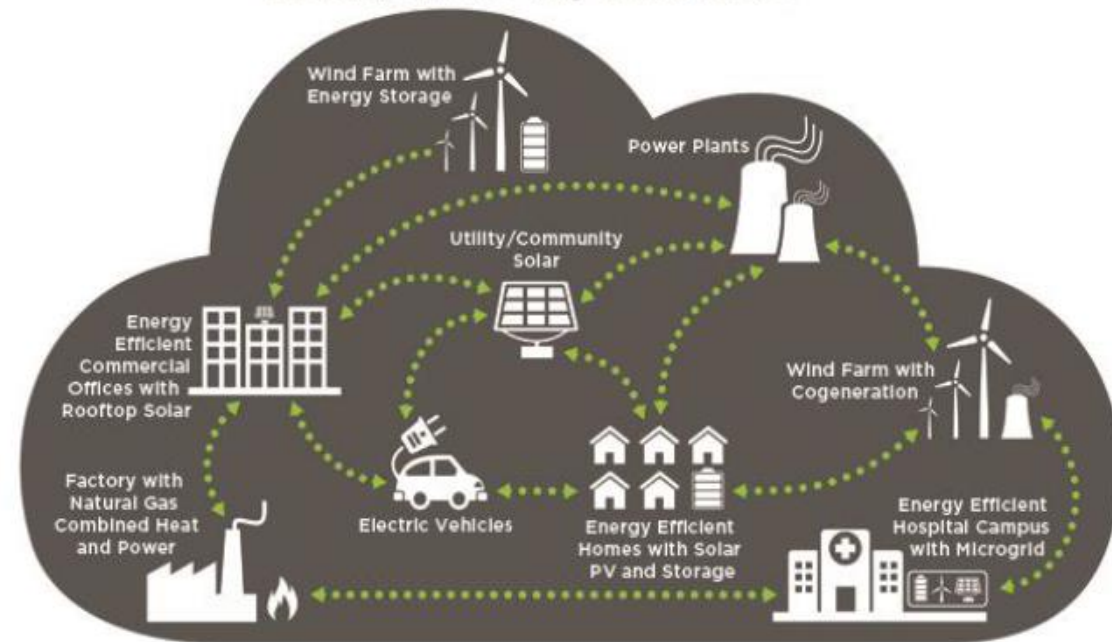 Wind Farm with
Energy Storage
Power Plants
Utility/Community
Solar
Energy
Efficient
Commercial
Offices with
Rooftop Solar
Wind Farm with
Cogeneration
Factory with
Natural Gas
Combined Heat
and Power
Electric Vehicles
Energy Efficient
Homes with Solar
PV and Storage
Energy Efficient
Hospital Campus
with Microgrid